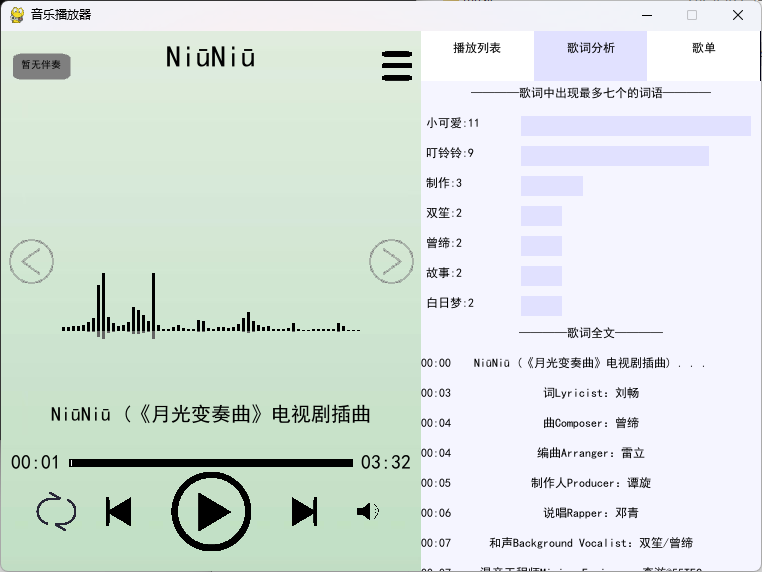 音乐播放器
暂无伴奏
NiūNiū
播放列表
歌词分析
歌单
歌词中出现最多七个的词语
小可爱:11
叮铃铃:9
制作:3
双笙:2
曾缔:2
故事:2
白日梦:2
歌词全文
00:00 NiūNiū (《月光变奏曲》电视剧插曲) . . .
00:03 词Lyricist: 刘畅
00:04 曲Composer: 曾缔
00:04 编曲Arranger: 雷立
00:05 制作人Producer: 谭旋
00:06 说唱Rapper: 邓青
00:07 和声Background Vocalist: 双笙/曾缔
NiūNiū (《月光变奏曲》电视剧插曲
00:01
03:32